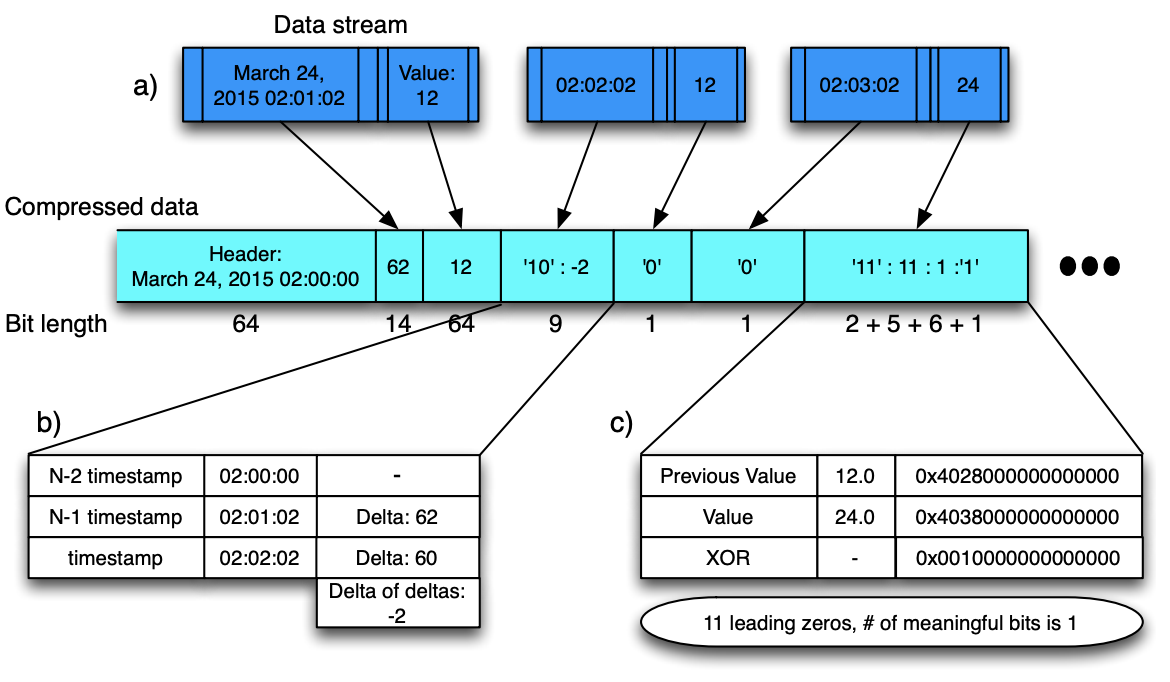 Data stream
a)
March 24,
2015 02:01:02
Value:
12
02:02:02
12
02:03:02
24
Compressed data
Header:
March 24, 2015 02:00:00
62
12
'10' : -2
'0'
'0'
'11' : 11 : 1 :'1'
Bit length
64
14
64
9
1
1
2 + 5 + 6 + 1
b)
N-2 timestamp
02:00:00
-
N-1 timestamp
02:01:02
Delta: 62
timestamp
02:02:02
Delta: 60
Delta of deltas:
-2
c)
Previous Value
12.0
0x4028000000000000
Value
24.0
0x4038000000000000
XOR
-
0x0010000000000000
11 leading zeros, # of meaningful bits is 1